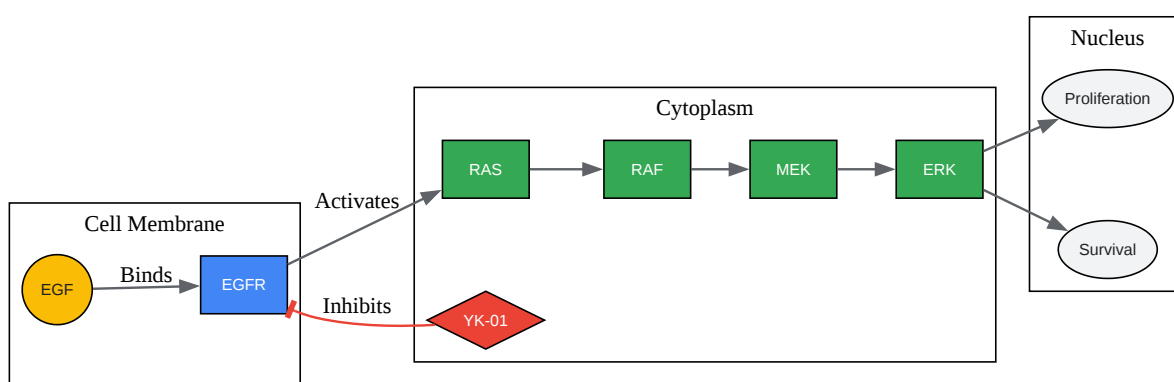 Cell Membrane
EGF
Binds
EGFR
Activates
Inhibits
Cytoplasm
RAS
RAF
MEK
ERK
YK-01
Nucleus
Proliferation
Survival